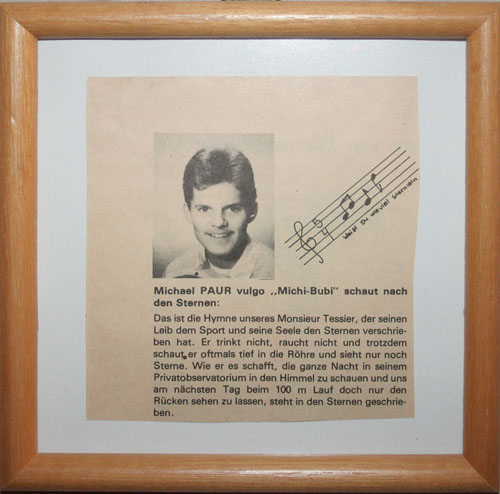 Weißt Du wieviel Sternlein
Michael PAUR vulgo „Michi-Bubi" schaut nach
den Sternen:
Das ist die Hymne unseres Monsieur Tessier, der seinen
Leib dem Sport und seine Seele den Sternen verschrie-
ben hat. Er trinkt nicht, raucht nicht und trotzdem
schaut er oftmals tief in die Röhre und sieht nur noch
Sterne. Wie er es schafft, die ganze Nacht in seinem
Privatobservatorium in den Himmel zu schauen und uns
am nächsten Tag beim 100 m Lauf doch nur den
Rücken sehen zu lassen, steht in den Sternen geschrie-
ben.